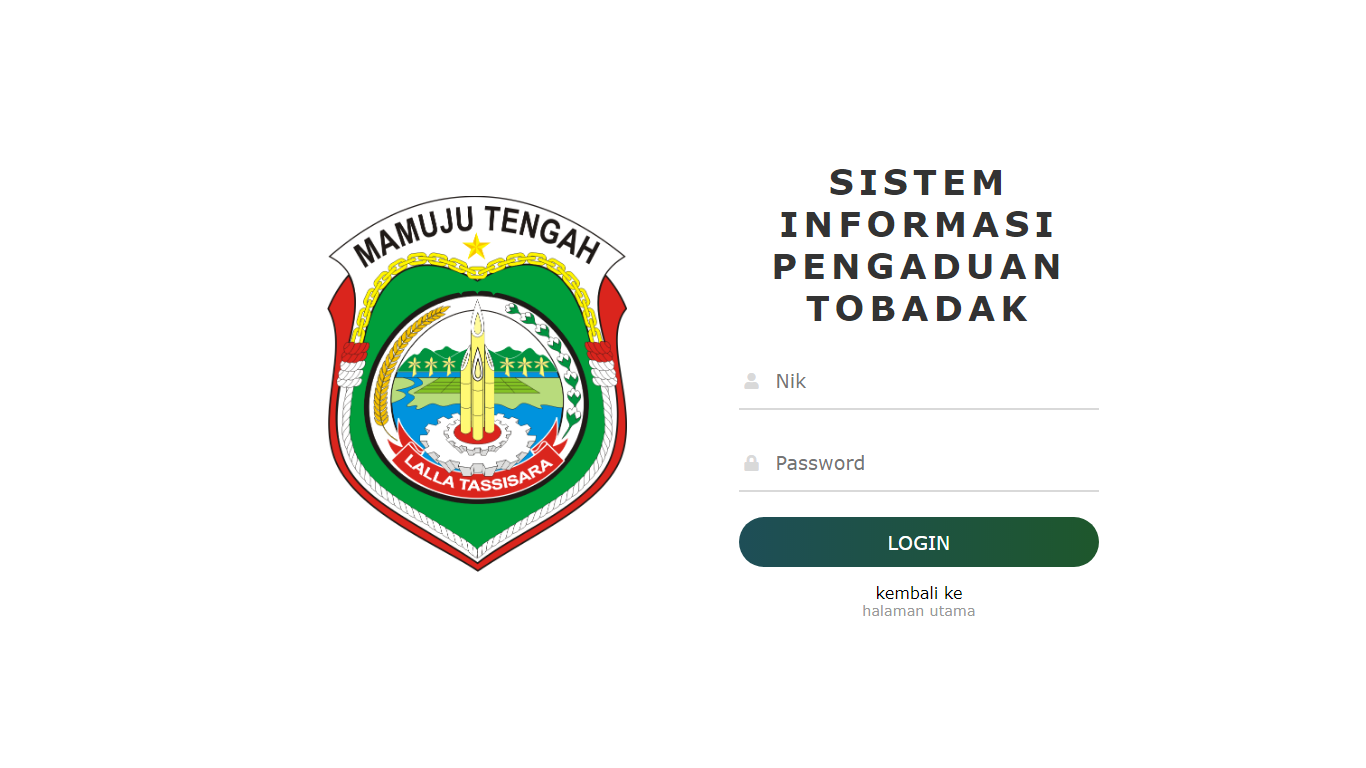 MAMUJU TENGAH
LALLA TASSISARA
SISTEM
INFORMASI
PENGADUAN
TOBADAK
Nik
Password
LOGIN
kembali ke
halaman utama